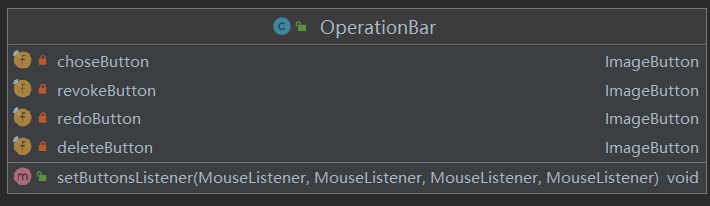 OperationBar
choseButton ImageButton
revokeButton ImageButton
redoButton ImageButton
deleteButton ImageButton
setButtonsListener(MouseListener, MouseListener, MouseListener, MouseListener) void